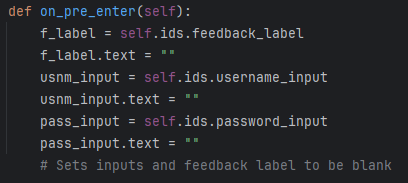 def on_pre_enter(self):
    f_label = self.ids.feedback_label
    f_label.text = ""
    usnm_input = self.ids.username_input
    usnm_input.text = ""
    pass_input = self.ids.password_input
    pass_input.text = ""
    # Sets inputs and feedback label to be blank